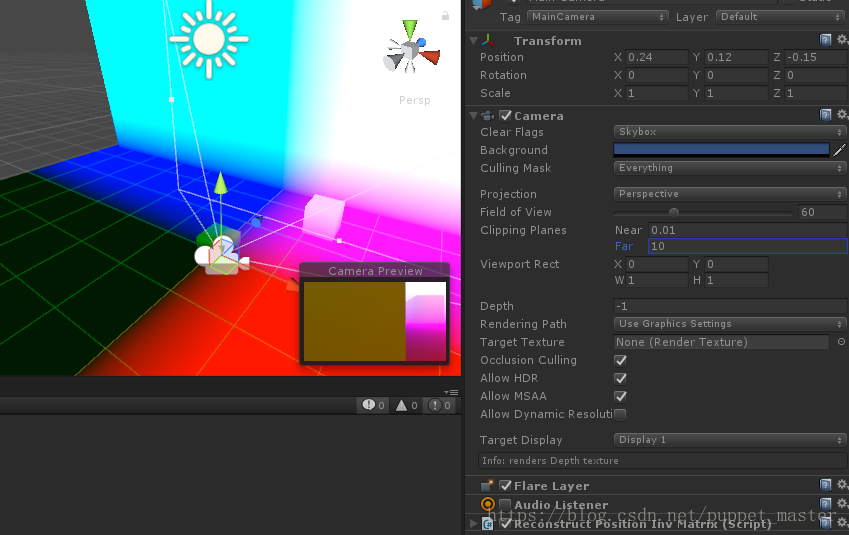 Tag MainCamera Layer Default
Transform
Position X 0.24 Y 0.12 Z -0.15
Rotation X 0 Y 0 Z 0
Scale X 1 Y 1 Z 1
Camera
Clear Flags Skybox
Background
Culling Mask Everything
Projection Perspective
Field of View 60
Clipping Planes Near 0.01
Far 10
Viewport Rect X 0 Y 0
W 1 H 1
Depth -1
Rendering Path Use Graphics Settings
Target Texture None (Render Texture)
Occlusion Culling
Allow HDR
Allow MSAA
Allow Dynamic Resoluti
Target Display Display 1
Info: renders Depth texture
Flare Layer
Audio Listener
Reconstruct Position Inv Matrix (Script)
Persp
Camera Preview
0 0 0
https://blog.csdn.net/puppet_master